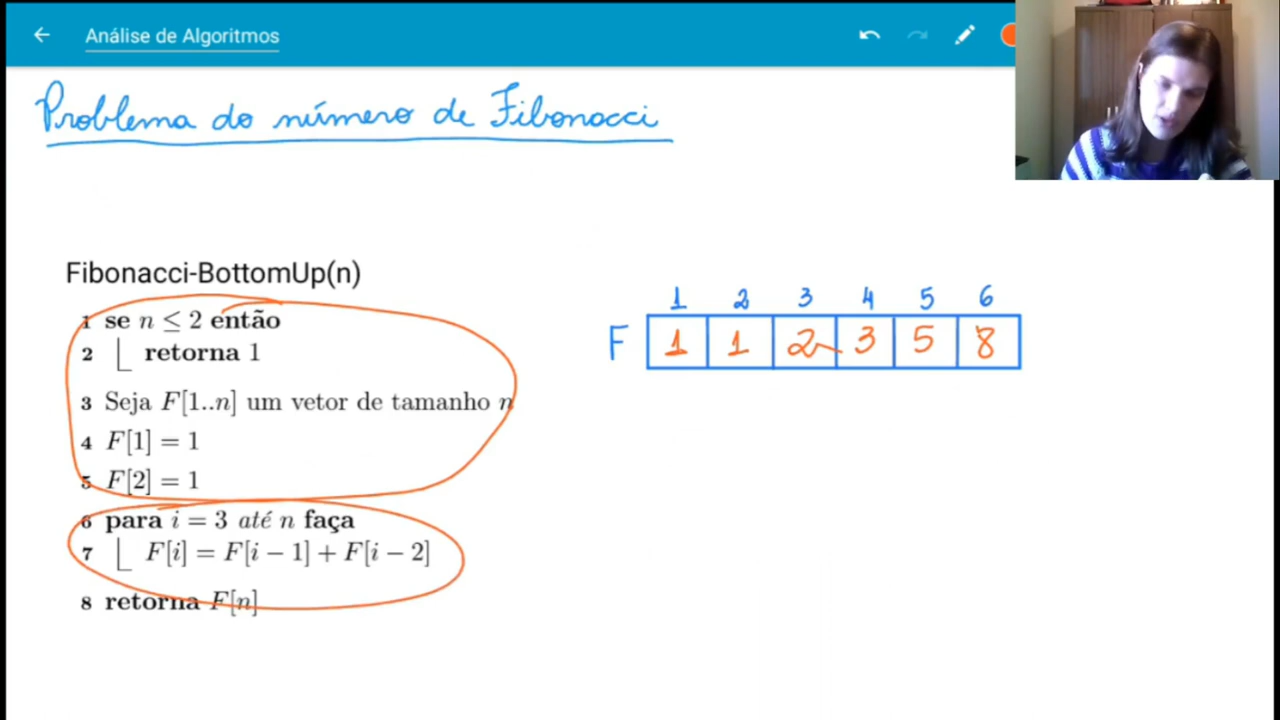 Análise de Algoritmos
Problema do número de Fibonacci
Fibonacci-BottomUp(n)
1 se n ≤ 2 então
2 retorna 1
3 Seja F[1..n] um vetor de tamanho n
4 F[1] = 1
5 F[2] = 1
6 para i = 3 até n faça
7 F[i] = F[i − 1] + F[i − 2]
8 retorna F[n]
1 2 3 4 5 6
F 1 1 2 3 5 8